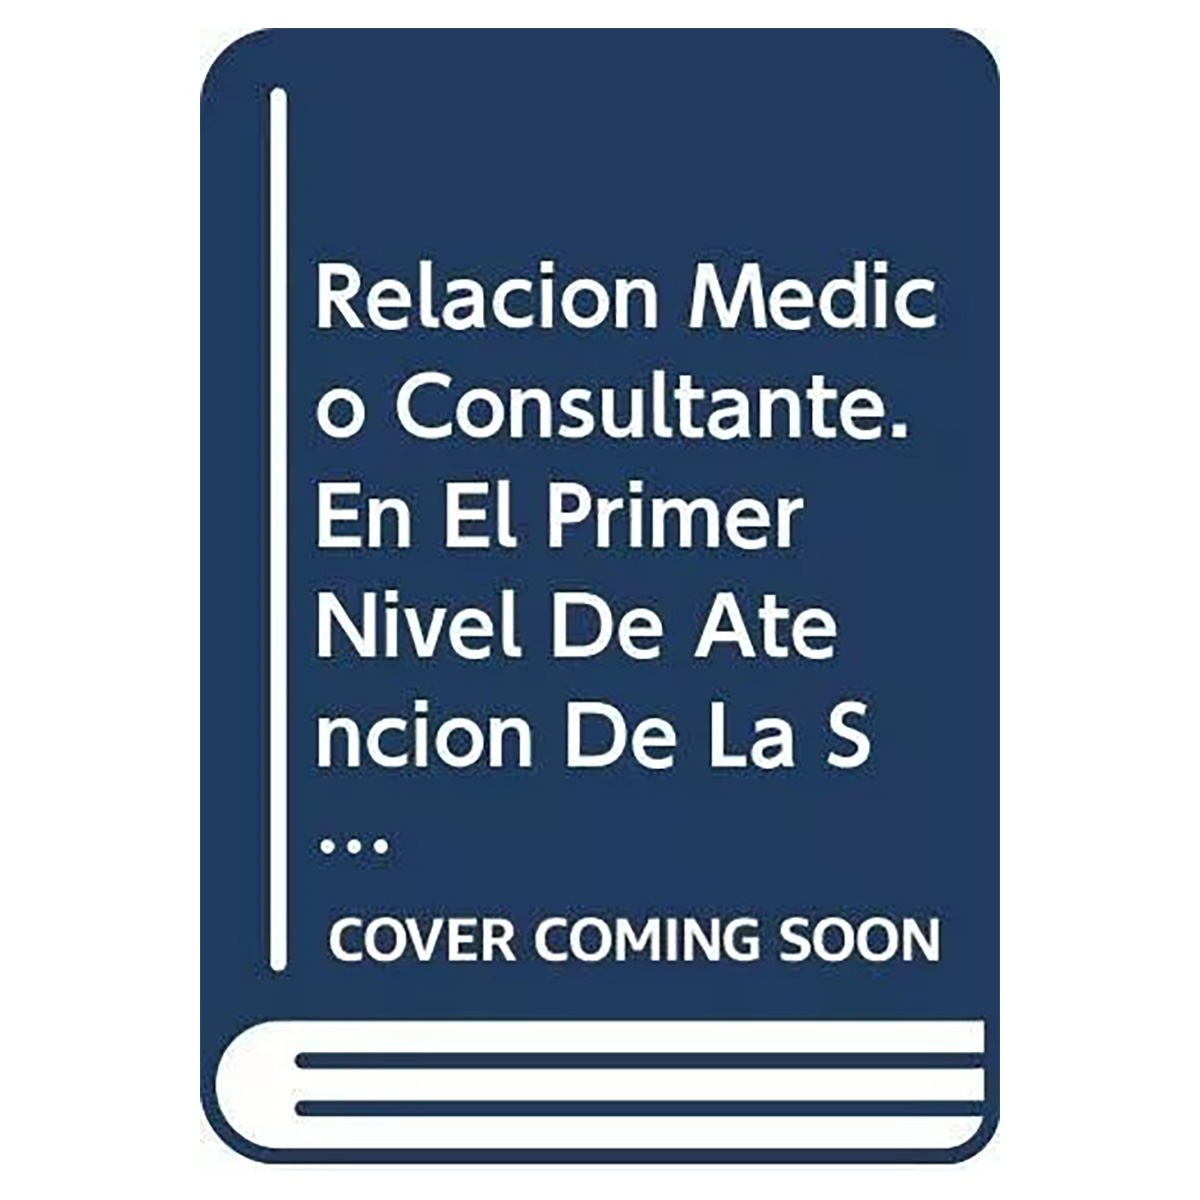 Relacion Medic
o Consultante.
En El Primer
Nivel De Ate
ncion De La S
...
COVER COMING SOON